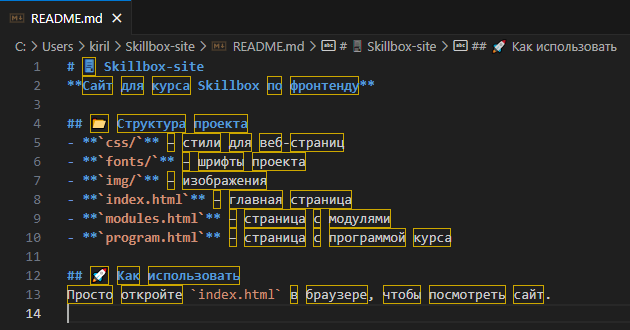 README.md
C: > Users > kiril > Skillbox-site > README.md > # 📄 Skillbox-site > ## 🚀 Как использовать
1 # 📄 Skillbox-site
2 **Сайт для курса Skillbox по фронтенду**
3
4 ## 📂 Структура проекта
5 - **`css/`** – стили для веб-страниц
6 - **`fonts/`** – шрифты проекта
7 - **`img/`** – изображения
8 - **`index.html`** – главная страница
9 - **`modules.html`** – страница с модулями
10 - **`program.html`** – страница с программой курса
11
12 ## 🚀 Как использовать
13 Просто откройте `index.html` в браузере, чтобы посмотреть сайт.
14